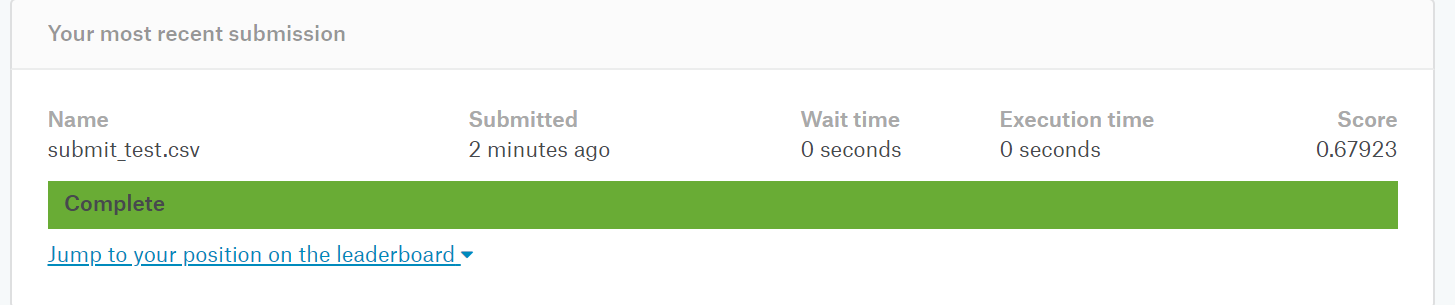 Your most recent submission
Name Submitted Wait time Execution time Score
submit_test.csv 2 minutes ago 0 seconds 0 seconds 0.67923
Complete
Jump to your position on the leaderboard